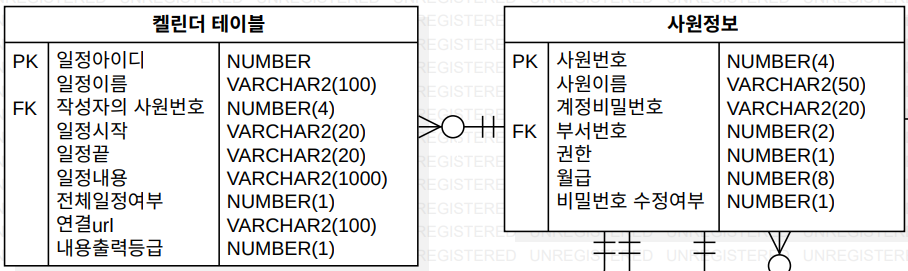 켈린더 테이블
PK 일정아이디 NUMBER
일정이름 VARCHAR2(100)
FK 작성자의 사원번호 NUMBER(4)
일정시작 VARCHAR2(20)
일정끝 VARCHAR2(20)
일정내용 VARCHAR2(1000)
전체일정여부 NUMBER(1)
연결url VARCHAR2(100)
내용출력등급 NUMBER(1)
사원정보
PK 사원번호 NUMBER(4)
사원이름 VARCHAR2(50)
계정비밀번호 VARCHAR2(20)
FK 부서번호 NUMBER(2)
권한 NUMBER(1)
월급 NUMBER(8)
비밀번호 수정여부 NUMBER(1)
UNREGISTERED